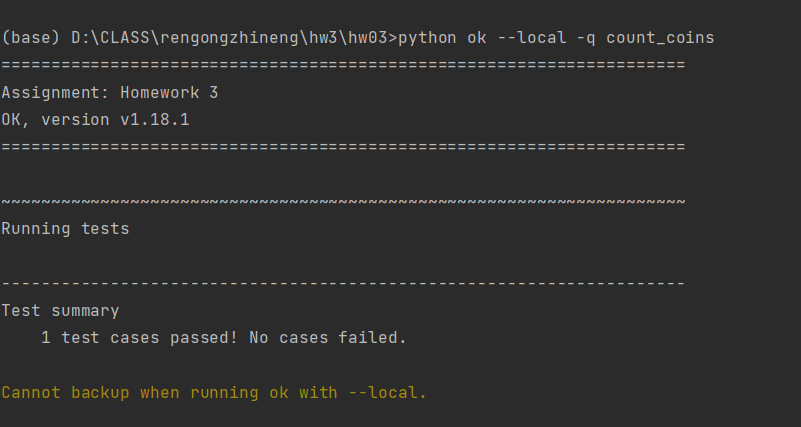 (base) D:\CLASS\rengongzhineng\hw3\hw03>python ok --local -q count_coins
=====================================================================
Assignment: Homework 3
OK, version v1.18.1
=====================================================================
~~~~~~~~~~~~~~~~~~~~~~~~~~~~~~~~~~~~~~~~~~~~~~~~~~~~~~~~~~~~~~~~~~~~~
Running tests
---------------------------------------------------------------------
Test summary
    1 test cases passed! No cases failed.
Cannot backup when running ok with --local.